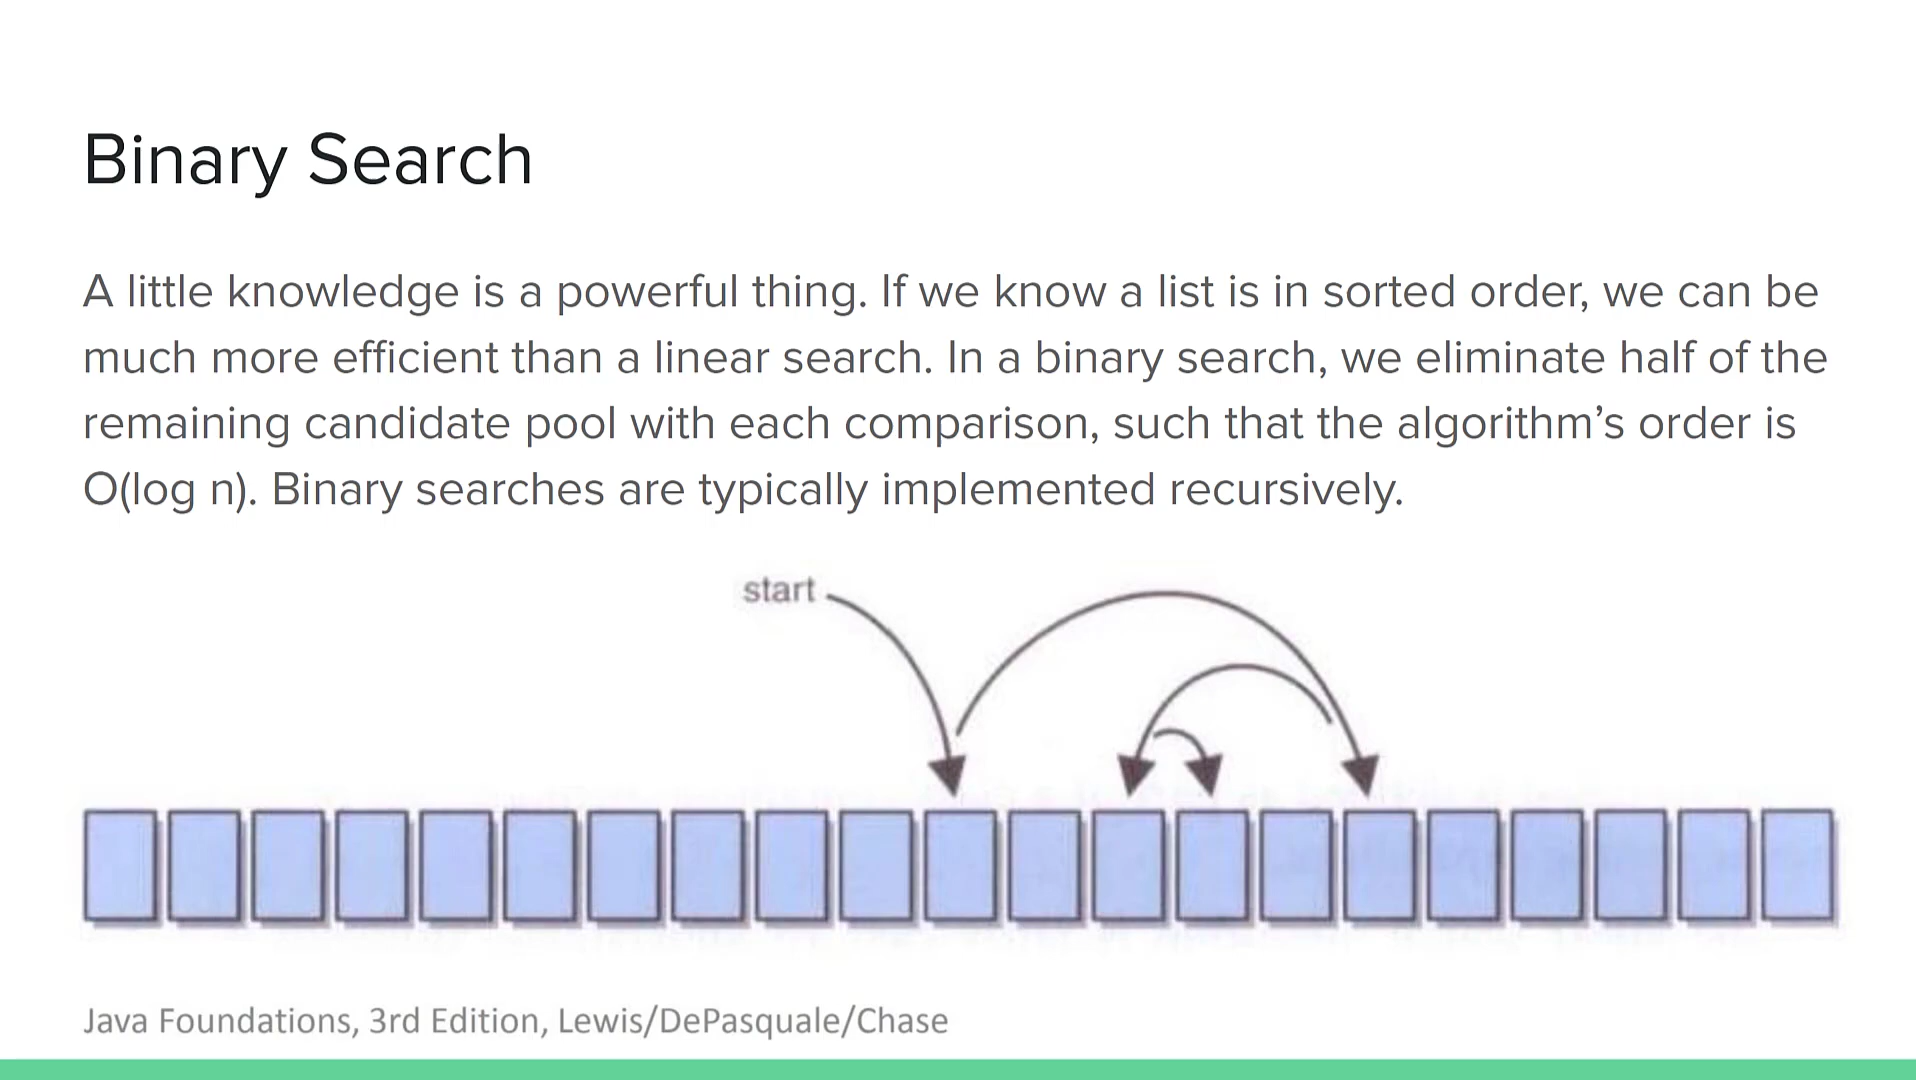 Binary Search
A little knowledge is a powerful thing. If we know a list is in sorted order, we can be
much more efficient than a linear search. In a binary search, we eliminate half of the
remaining candidate pool with each comparison, such that the algorithm’s order is
O(log n). Binary searches are typically implemented recursively.
start
Java Foundations, 3rd Edition, Lewis/DePasquale/Chase